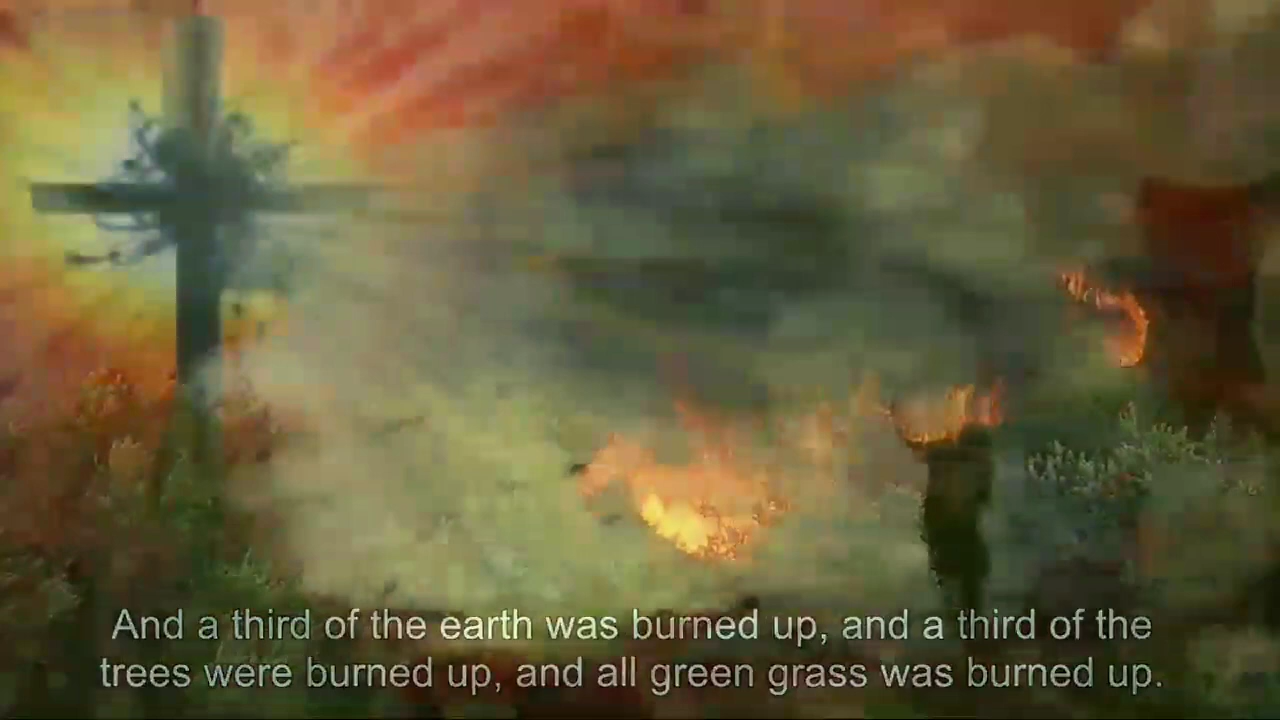 And a third of the earth was burned up, and a third of the
trees were burned up, and all green grass was burned up.